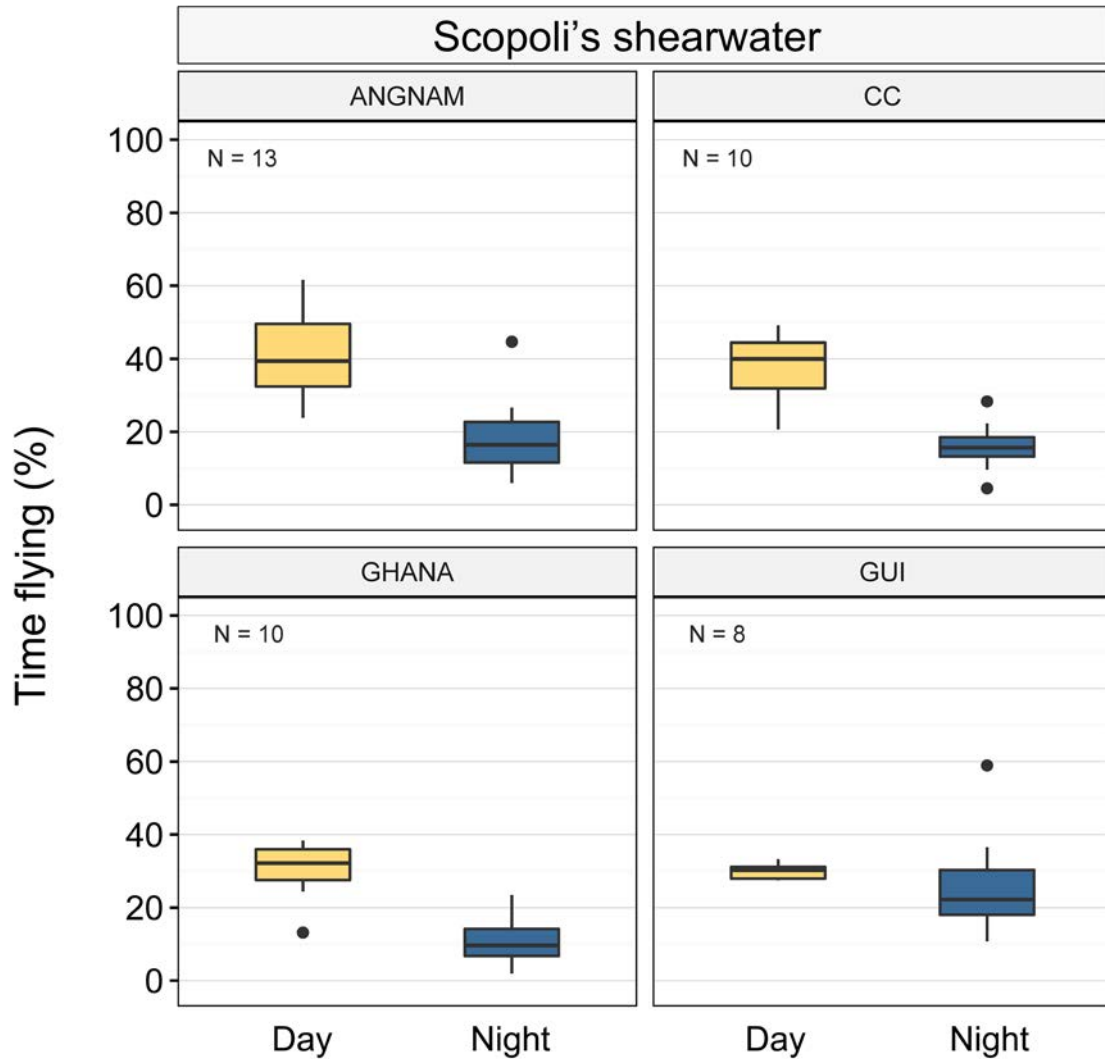 Scopoli’s shearwater
ANGNAM
CC
100
80
60
40
20
0
N = 13
N = 10
GHANA
GUI
100
80
60
40
20
0
N = 10
N = 8
Time flying (%)
Day
Night
Day
Night